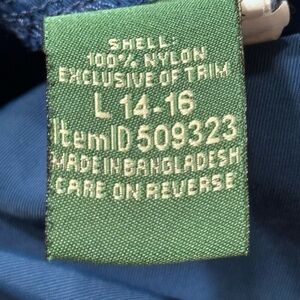 SHELL:
100% NYLON
EXCLUSIVE OF TRIM
L 14-16
ItemID 509323
MADE IN BANGLADESH
CARE ON REVERSE